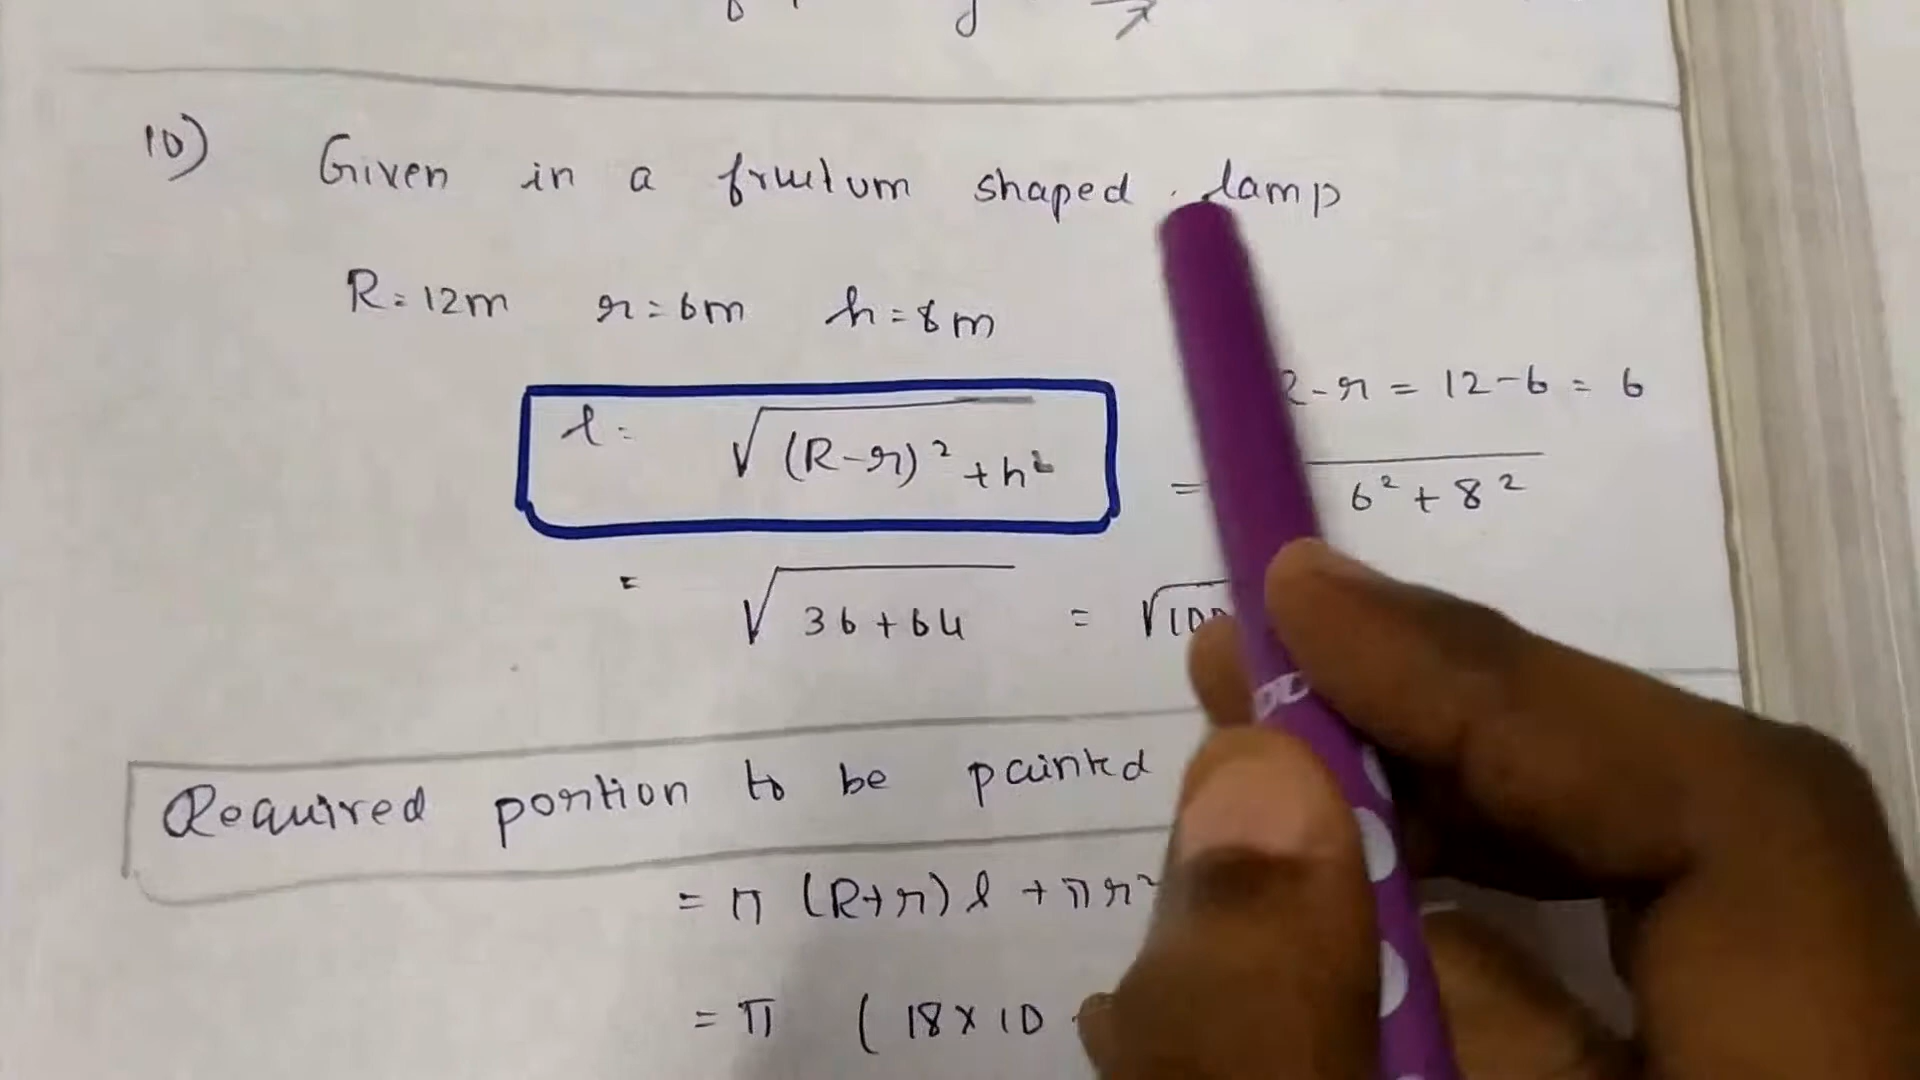 10) Given in a frustum shaped lamp
R = 12m r = 6m h = 8m
R-r = 12-6 = 6
l = √(R-r)² + h² = 6² + 8²
= √36+64 = √100
Required portion to be painted
= π (R+r) l + πr²
= π ( 18 x 10